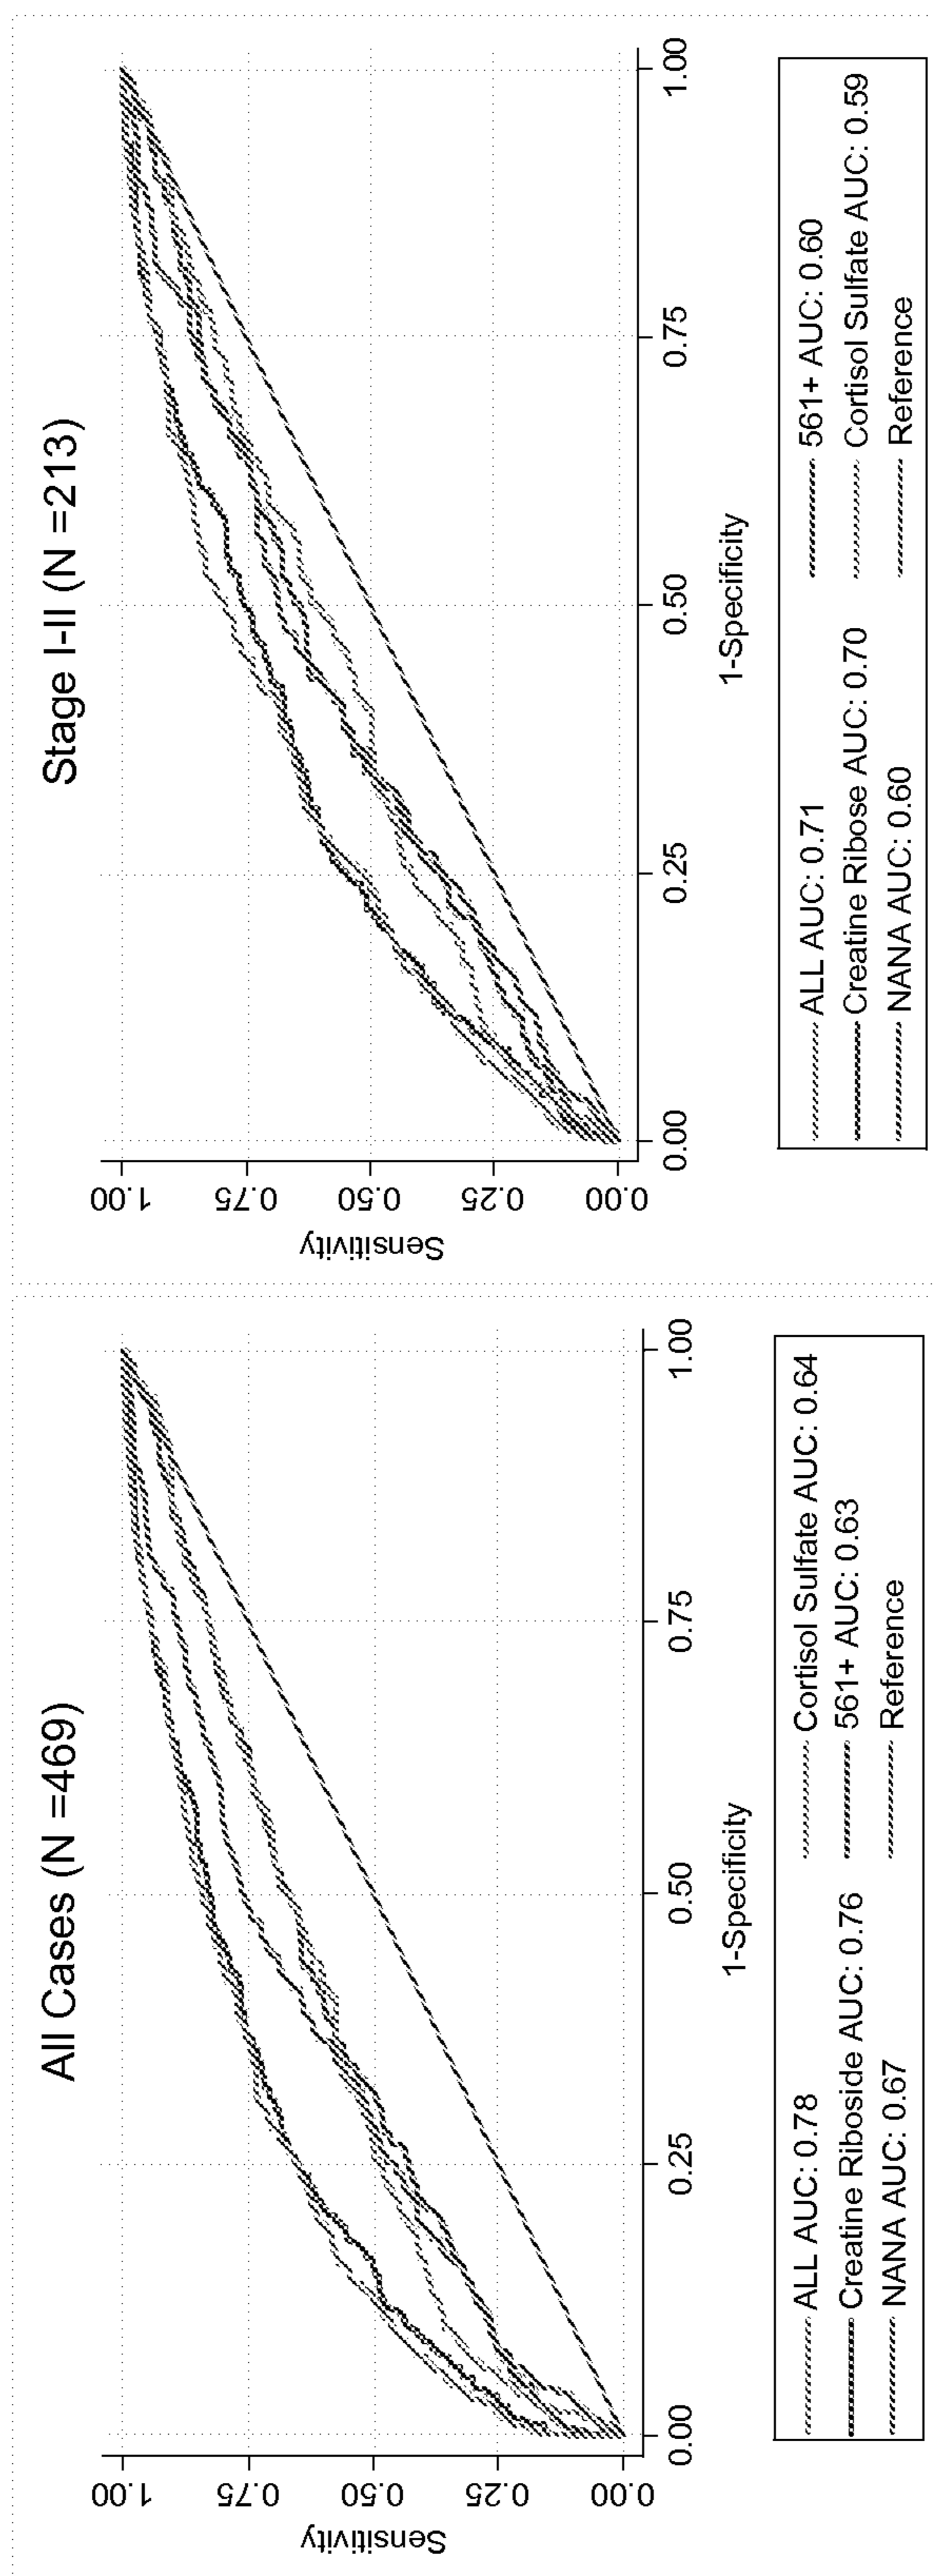 All Cases (N =469)
Sensitivity
1.00
0.75
0.50
0.25
0.00
0.00 0.25 0.50 0.75 1.00
1-Specificity
ALL AUC: 0.78 Cortisol Sulfate AUC: 0.64
Creatine Riboside AUC: 0.76 561+ AUC: 0.63
NANA AUC: 0.67 Reference
Stage I-II (N =213)
Sensitivity
1.00
0.75
0.50
0.25
0.00
0.00 0.25 0.50 0.75 1.00
1-Specificity
ALL AUC: 0.71 561+ AUC: 0.60
Creatine Ribose AUC: 0.70 Cortisol Sulfate AUC: 0.59
NANA AUC: 0.60 Reference